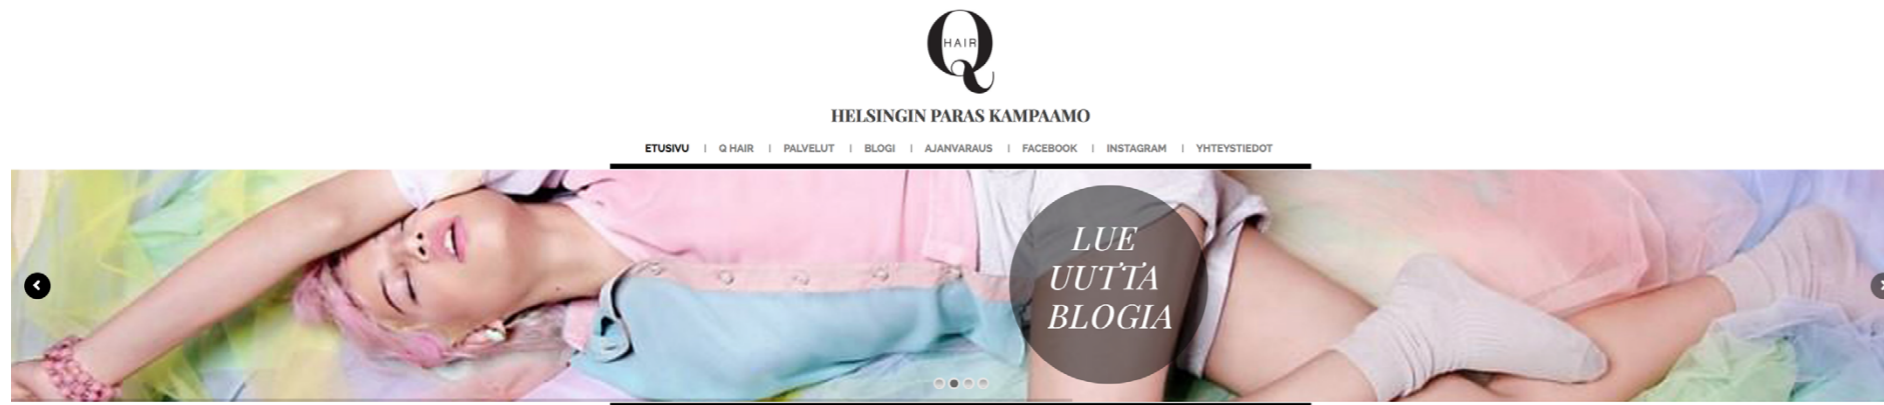 HAIR
Q
HELSINGIN PARAS KAMPAAMO
ETUSIVU | Q HAIR | PALVELUT | BLOGI | AJANVARAUS | FACEBOOK | INSTAGRAM | YHTEYSTIEDOT
LUE
UUTTA
BLOGIA